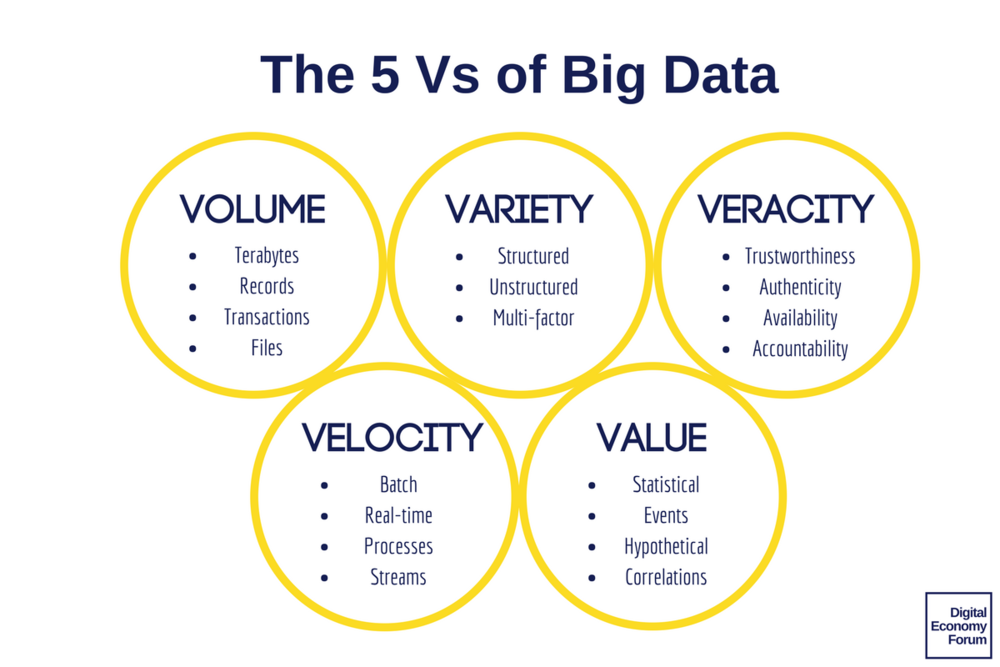 The 5 Vs of Big Data
VOLUME
• Terabytes
• Records
• Transactions
• Files
VARIETY
• Structured
• Unstructured
• Multi-factor
VERACITY
• Trustworthiness
• Authenticity
• Availability
• Accountability
VELOCITY
• Batch
• Real-time
• Processes
• Streams
VALUE
• Statistical
• Events
• Hypothetical
• Correlations
Digital
Economy
Forum